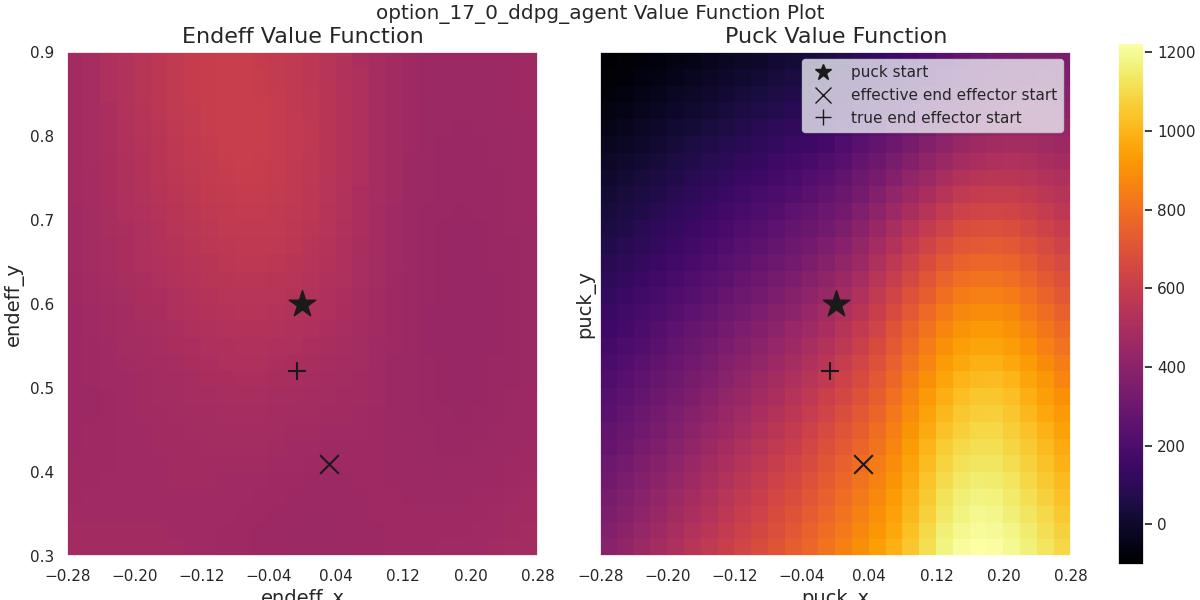 option_17_0_ddpg_agent Value Function Plot
Endeff Value Function
Puck Value Function
puck start
effective end effector start
true end effector start
0.9
0.8
0.7
0.6
0.5
0.4
0.3
endeff_y
puck_y
−0.28 −0.20 −0.12 −0.04 0.04 0.12 0.20 0.28
−0.28 −0.20 −0.12 −0.04 0.04 0.12 0.20 0.28
endeff_x
puck_x
1200
1000
800
600
400
200
0